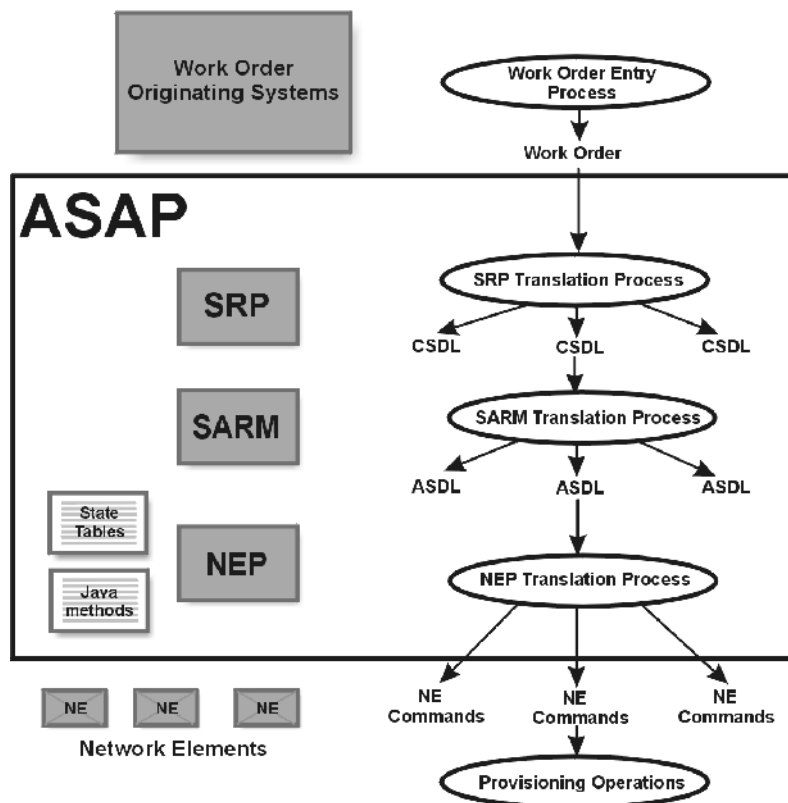 Work Order
Originating Systems
Work Order Entry
Process
Work Order
ASAP
SRP
SRP Translation Process
CSDL
CSDL
CSDL
SARM
SARM Translation Process
ASDL
ASDL
ASDL
State
Tables
NEP
NEP Translation Process
Java
methods
NE
NE
NE
Network Elements
NE
Commands
NE
Commands
NE
Commands
Provisioning Operations